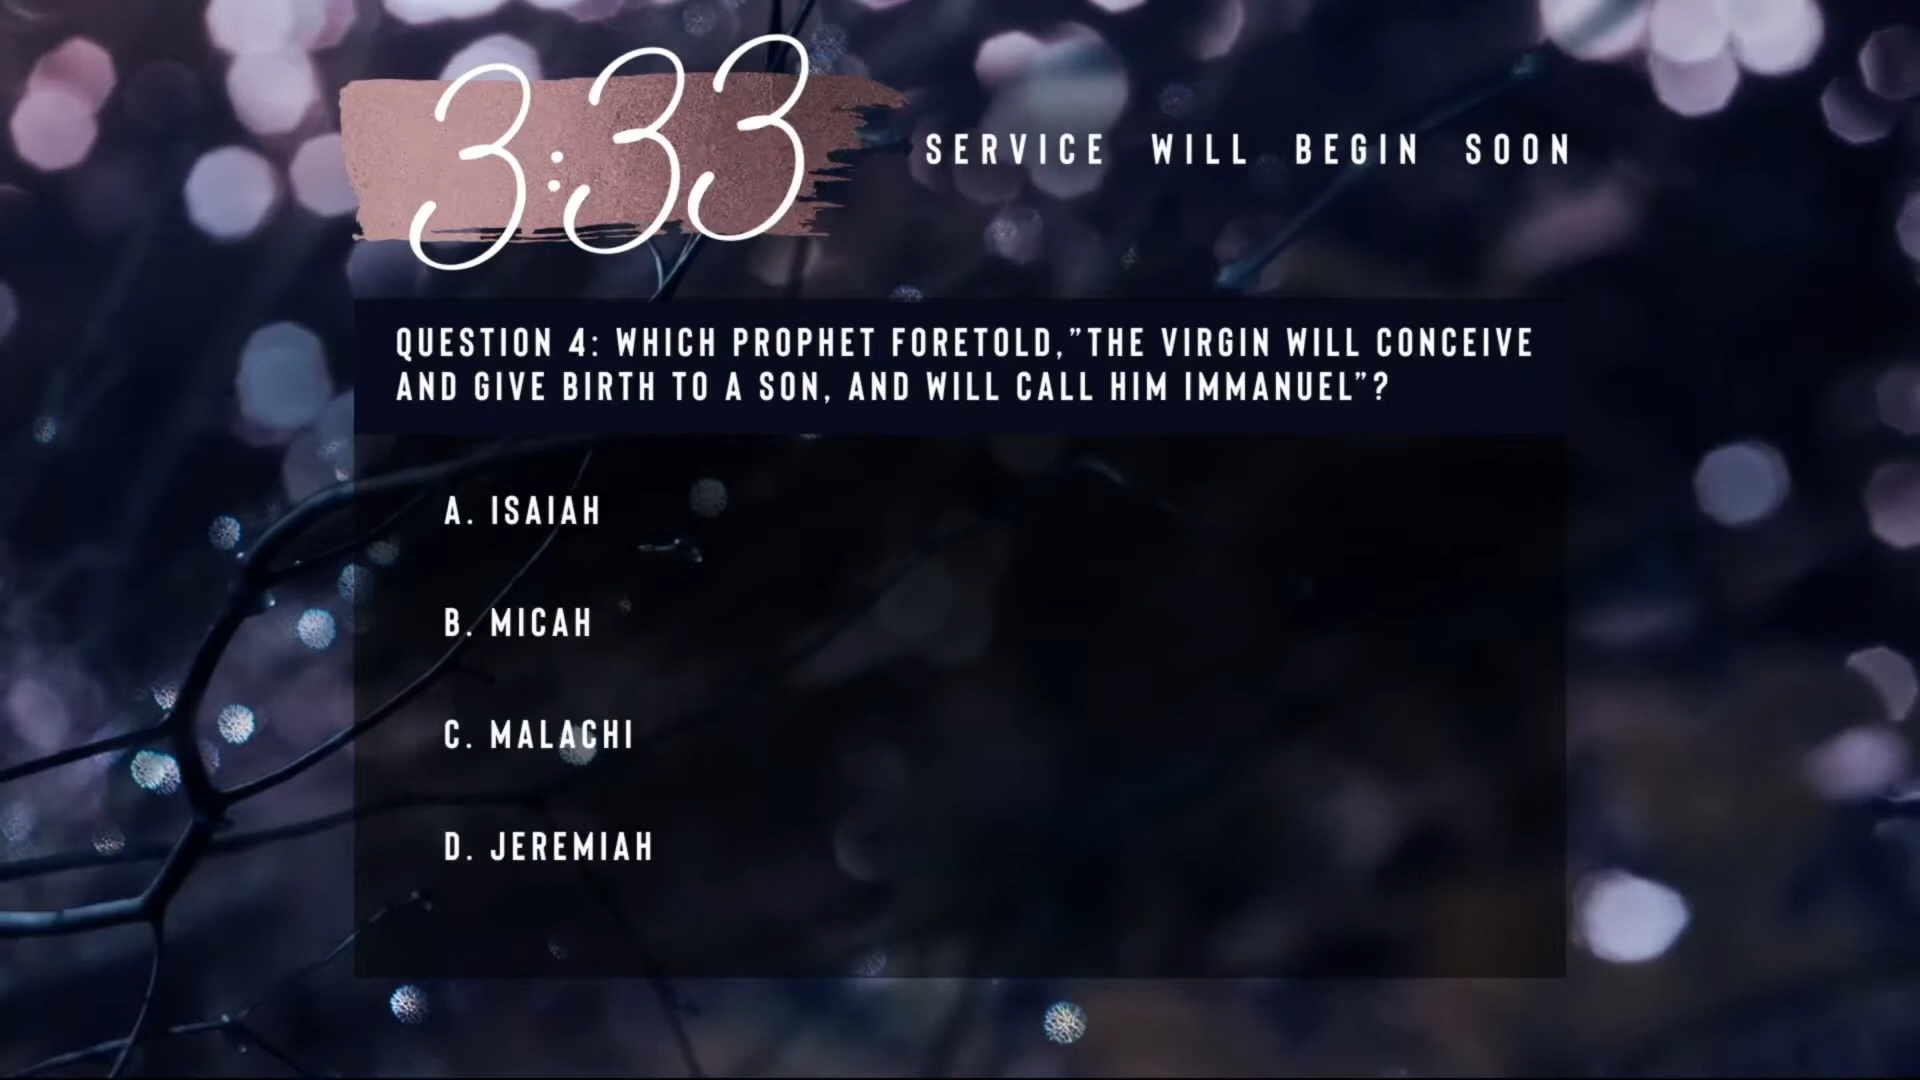 3:33
SERVICE WILL BEGIN SOON
QUESTION 4: WHICH PROPHET FORETOLD,"THE VIRGIN WILL CONCEIVE
AND GIVE BIRTH TO A SON, AND WILL CALL HIM IMMANUEL"?
A. ISAIAH
B. MICAH
C. MALACHI
D. JEREMIAH